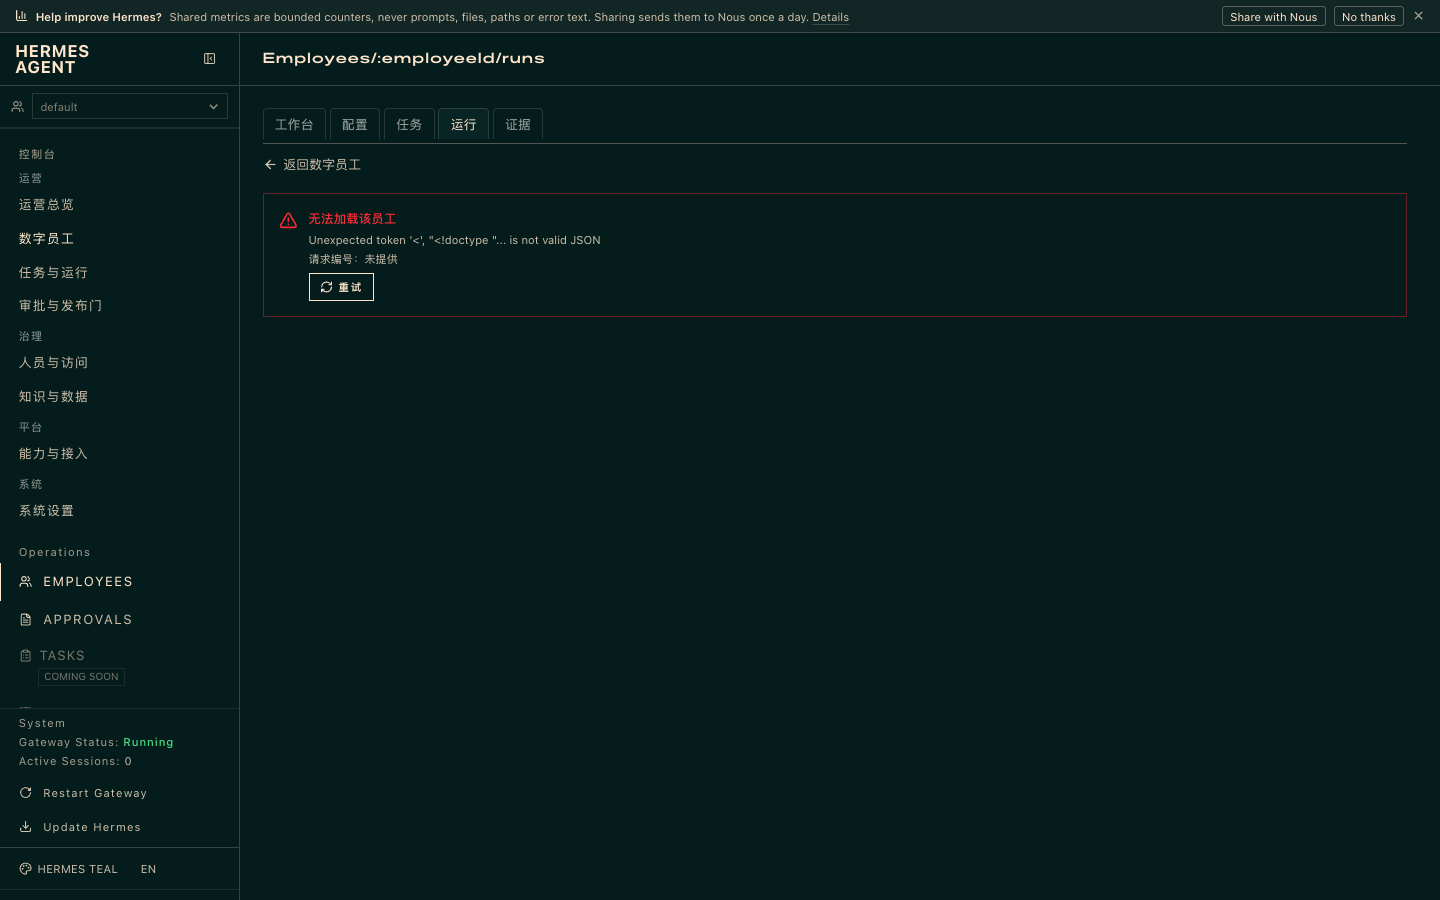 Help improve Hermes? Shared metrics are bounded counters, never prompts, files, paths or error text. Sharing sends them to Nous once a day. Details
Share with Nous
No thanks
HERMES
AGENT
default
控制台
运营
运营总览
数字员工
任务与运行
审批与发布门
治理
人员与访问
知识与数据
平台
能力与接入
系统
系统设置
Operations
EMPLOYEES
APPROVALS
TASKS
COMING SOON
System
Gateway Status: Running
Active Sessions: 0
Restart Gateway
Update Hermes
HERMES TEAL
EN
Employees/:employeeId/runs
工作台
配置
任务
运行
证据
返回数字员工
无法加载该员工
Unexpected token '<', "<!doctype "... is not valid JSON
请求编号：未提供
重试